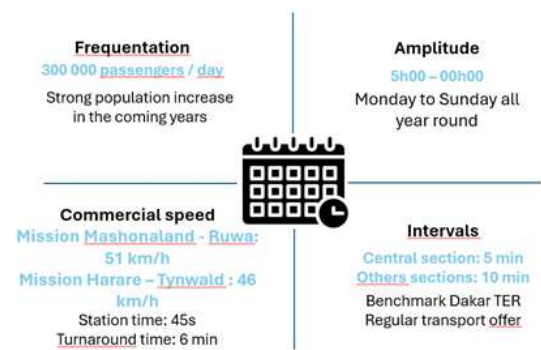 Frequentation
300 000 passengers / day
Strong population increase
in the coming years
Amplitude
5h00 – 00h00
Monday to Sunday all
year round
Commercial speed
Mission Mashonaland - Ruwa:
51 km/h
Mission Harare – Tynwald : 46
km/h
Station time: 45s
Turnaround time: 6 min
Intervals
Central section: 5 min
Others sections: 10 min
Benchmark Dakar TER
Regular transport offer